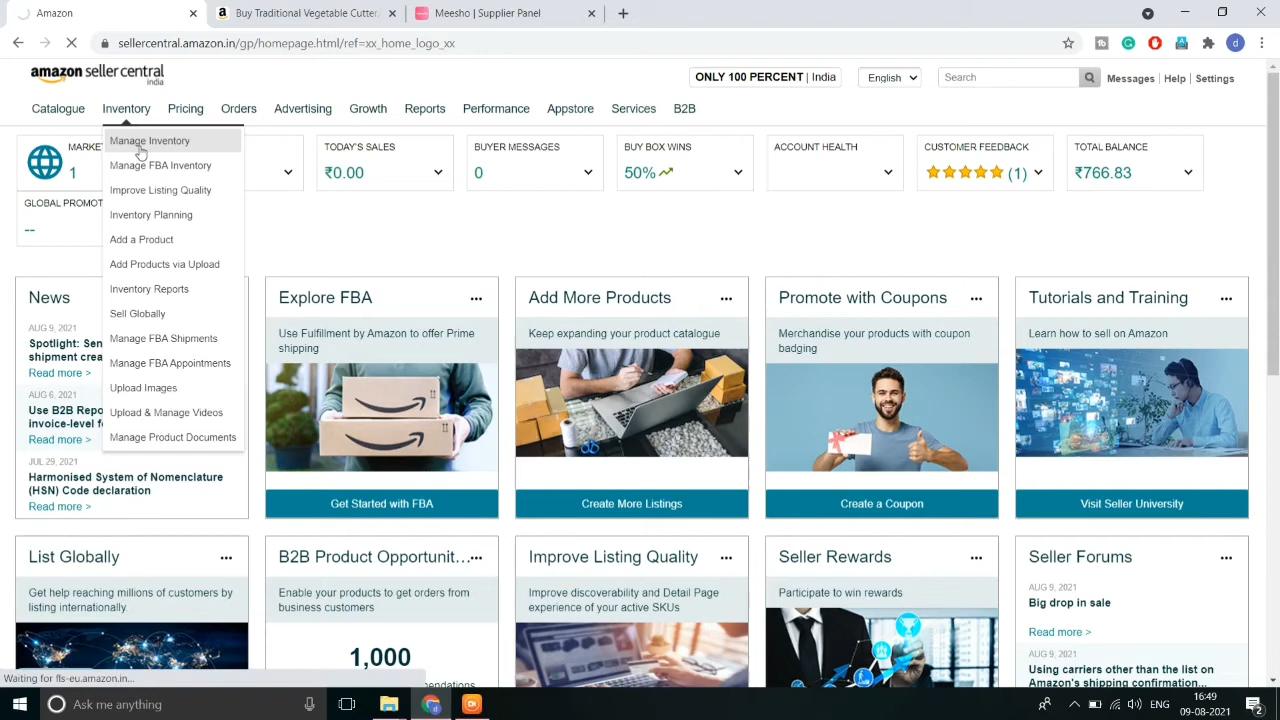 Amazon
Buy Traditional Vegetable Cutter
Meesho | Supplier Panel
sellercentral.amazon.in/gp/homepage.html/ref=xx_home_logo_xx
amazon seller central
india
ONLY 100 PERCENT | India
English
Search
Messages | Help | Settings
Catalogue Inventory Pricing Orders Advertising Growth Reports Performance Appstore Services B2B
Manage Inventory
Manage FBA Inventory
Improve Listing Quality
Inventory Planning
Add a Product
Add Products via Upload
Inventory Reports
Sell Globally
Manage FBA Shipments
Manage FBA Appointments
Upload Images
Upload & Manage Videos
Manage Product Documents
1
TODAY'S SALES
₹0.00
BUYER MESSAGES
0
BUY BOX WINS
50%
ACCOUNT HEALTH
CUSTOMER FEEDBACK
(1)
TOTAL BALANCE
₹766.83
GLOBAL PROMOT
--
News
AUG 9, 2021
Spotlight: Sen
shipment crea
Read more >
AUG 6, 2021
Use B2B Repo
invoice-level f
Read more >
JUL 29, 2021
Harmonised System of Nomenclature
(HSN) Code declaration
Read more >
Explore FBA
Use Fulfillment by Amazon to offer Prime
shipping
Get Started with FBA
Add More Products
Keep expanding your product catalogue
Create More Listings
Promote with Coupons
Merchandise your products with coupon
badging
Create a Coupon
Tutorials and Training
Learn how to sell on Amazon
Visit Seller University
List Globally
Get help reaching millions of customers by
listing internationally.
B2B Product Opportunit...
Enable your products to get orders from
business customers
1,000
Improve Listing Quality
Improve discoverability and Detail Page
experience of your active SKUs
Seller Rewards
Participate to win rewards
Seller Forums
AUG 9, 2021
Big drop in sale
Read more >
AUG 9, 2021
Using carriers other than the list on
Amazon's shipping confirmation...
Waiting for fls-eu.amazon.in...
Ask me anything
ENG
16:49
09-08-2021
2